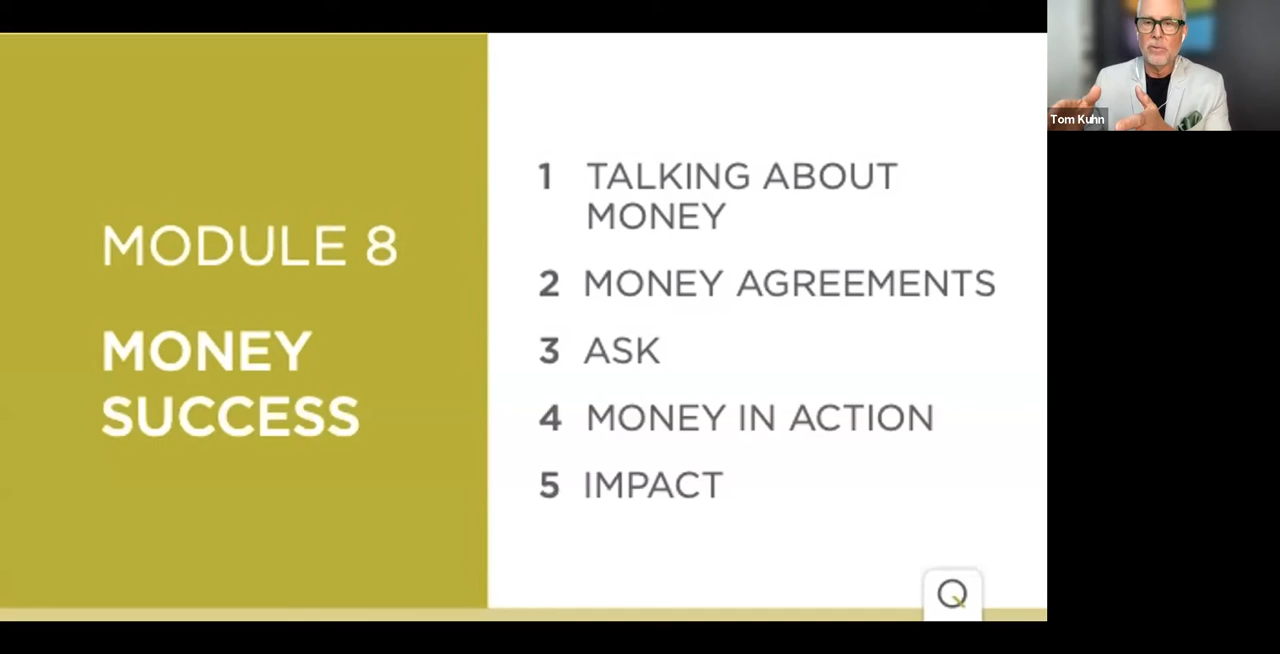 MODULE 8
MONEY
SUCCESS
1 TALKING ABOUT
MONEY
2 MONEY AGREEMENTS
3 ASK
4 MONEY IN ACTION
5 IMPACT
Q
Tom Kuhn